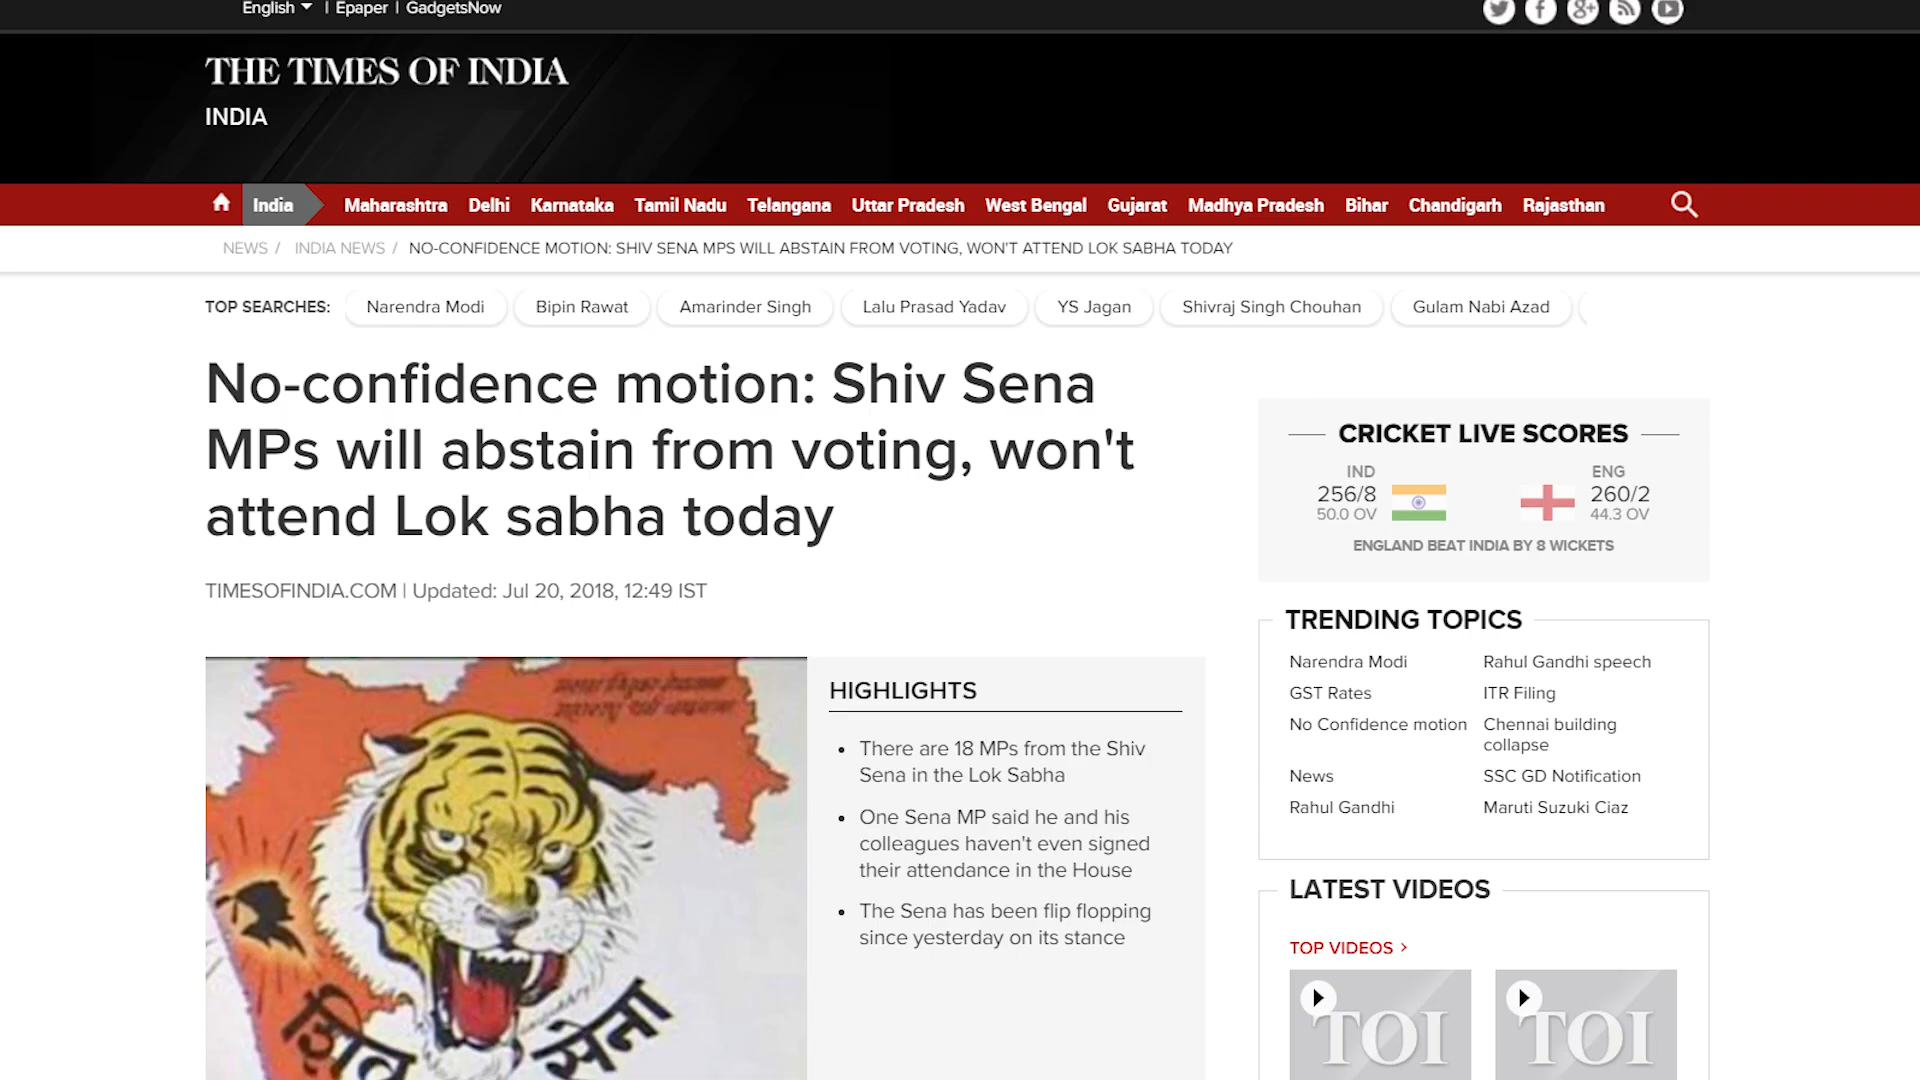 English | Epaper | GadgetsNow
THE TIMES OF INDIA
INDIA
India Maharashtra Delhi Karnataka Tamil Nadu Telangana Uttar Pradesh West Bengal Gujarat Madhya Pradesh Bihar Chandigarh Rajasthan
NEWS / INDIA NEWS / NO-CONFIDENCE MOTION: SHIV SENA MPS WILL ABSTAIN FROM VOTING, WON'T ATTEND LOK SABHA TODAY
TOP SEARCHES: Narendra Modi Bipin Rawat Amarinder Singh Lalu Prasad Yadav YS Jagan Shivraj Singh Chouhan Gulam Nabi Azad
No-confidence motion: Shiv Sena
MPs will abstain from voting, won't
attend Lok sabha today
TIMESOFINDIA.COM | Updated: Jul 20, 2018, 12:49 IST
शिव सेना
HIGHLIGHTS
• There are 18 MPs from the Shiv
Sena in the Lok Sabha
• One Sena MP said he and his
colleagues haven't even signed
their attendance in the House
• The Sena has been flip flopping
since yesterday on its stance
CRICKET LIVE SCORES
IND ENG
256/8 260/2
50.0 OV 44.3 OV
ENGLAND BEAT INDIA BY 8 WICKETS
TRENDING TOPICS
Narendra Modi Rahul Gandhi speech
GST Rates ITR Filing
No Confidence motion Chennai building
collapse
News SSC GD Notification
Rahul Gandhi Maruti Suzuki Ciaz
LATEST VIDEOS
TOP VIDEOS >
TOI TOI